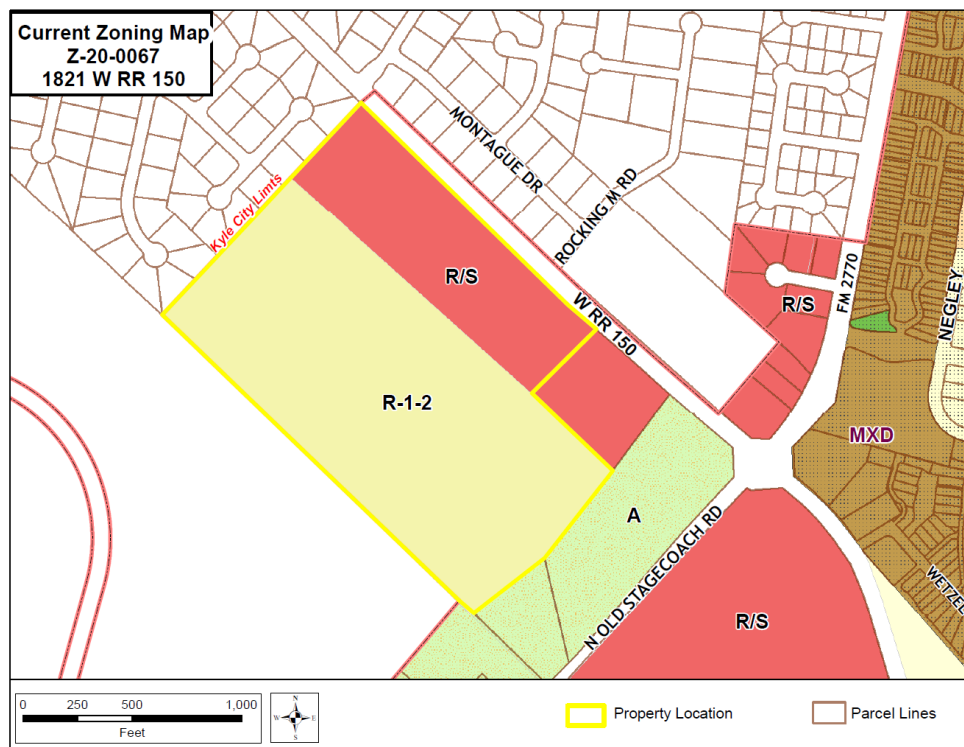 Current Zoning Map
Z-20-0067
1821 W RR 150
MONTAGUE DR
ROCKING M RD
Kyle City Limts
R/S
W RR 150
R/S
FM 2770
NEGLEY
R-1-2
MXD
A
N OLD STAGECOACH RD
WETZEL
R/S
0 250 500 1,000
Feet
N
W E
S
Property Location
Parcel Lines